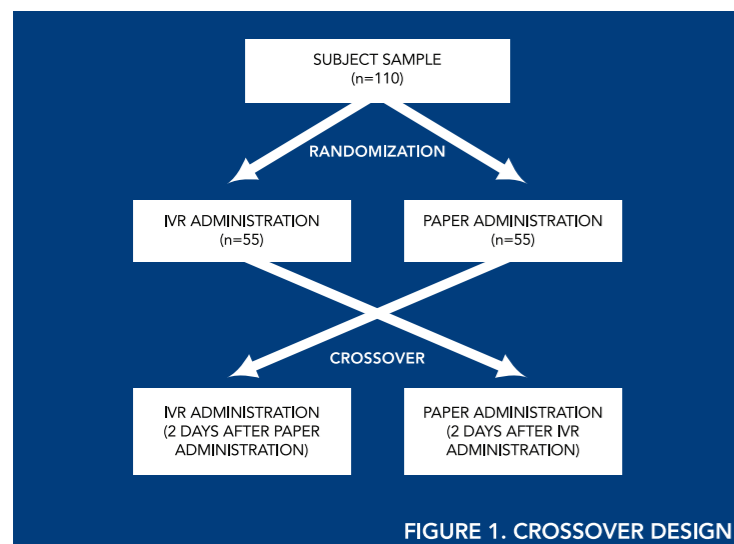 SUBJECT SAMPLE
(n=110)
RANDOMIZATION
IVR ADMINISTRATION
(n=55)
PAPER ADMINISTRATION
(n=55)
CROSSOVER
IVR ADMINISTRATION
(2 DAYS AFTER PAPER
ADMINISTRATION)
PAPER ADMINISTRATION
(2 DAYS AFTER IVR
ADMINISTRATION)
FIGURE 1. CROSSOVER DESIGN